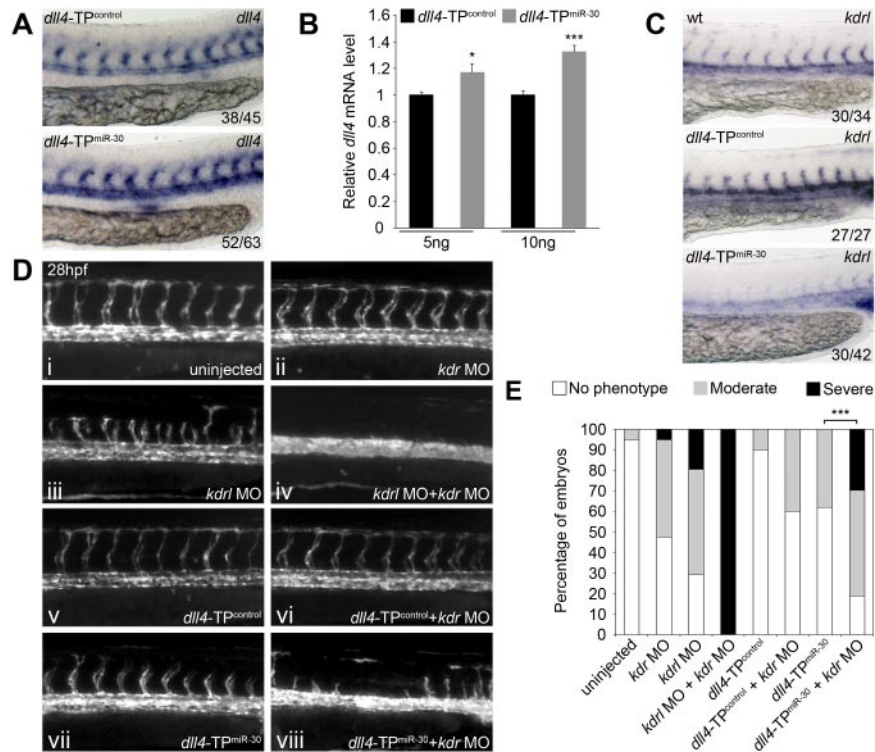 A
dll4-TPcontrol dll4
38/45
dll4-TPmiR-30 dll4
52/63
B
dll4-TPcontrol dll4-TPmiR-30
Relative dll4 mRNA level
1.6
1.4
1.2
1
0.8
0.6
0.4
0.2
0
*
***
5ng 10ng
C
wt kdrl
30/34
dll4-TPcontrol kdrl
27/27
dll4-TPmiR-30 kdrl
30/42
D
28hpf
i uninjected
ii kdr MO
iii kdrl MO
iv kdrl MO+kdr MO
v dll4-TPcontrol
vi dll4-TPcontrol+kdr MO
vii dll4-TPmiR-30
viii dll4-TPmiR-30+kdr MO
E
No phenotype Moderate Severe
***
Percentage of embryos
100
90
80
70
60
50
40
30
20
10
0
uninjected
kdr MO
kdrl MO
kdrl MO + kdr MO
dll4-TPcontrol
dll4-TPcontrol + kdr MO
dll4-TPmiR-30
dll4-TPmiR-30 + kdr MO